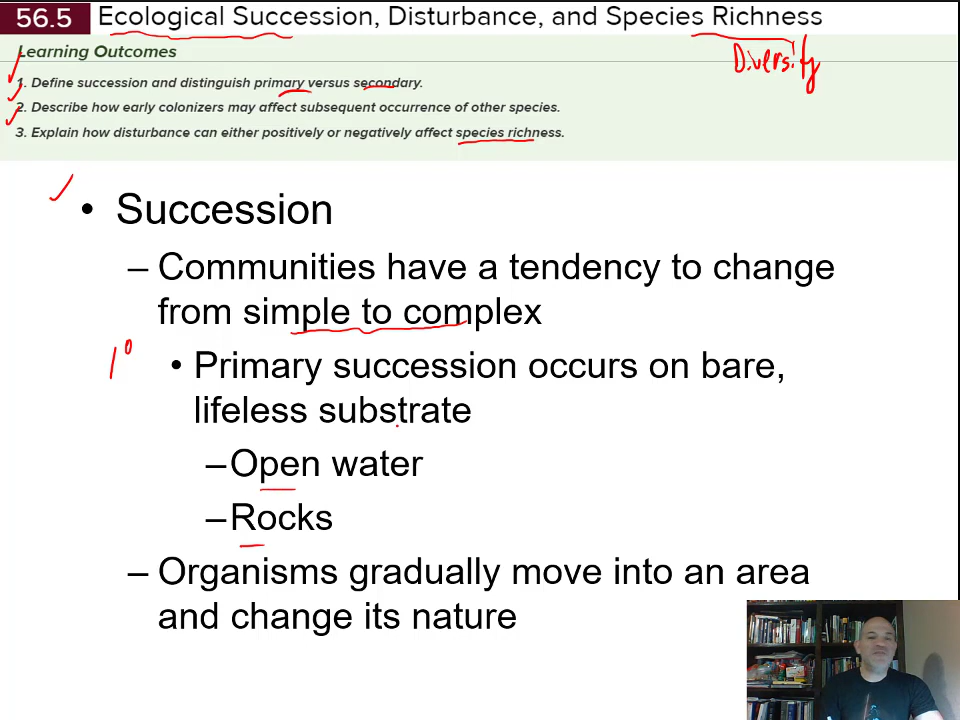 56.5 Ecological Succession, Disturbance, and Species Richness
Diversity
Learning Outcomes
1. Define succession and distinguish primary versus secondary.
2. Describe how early colonizers may affect subsequent occurrence of other species.
3. Explain how disturbance can either positively or negatively affect species richness.
• Succession
– Communities have a tendency to change
from simple to complex
1°
• Primary succession occurs on bare,
lifeless substrate
–Open water
–Rocks
– Organisms gradually move into an area
and change its nature